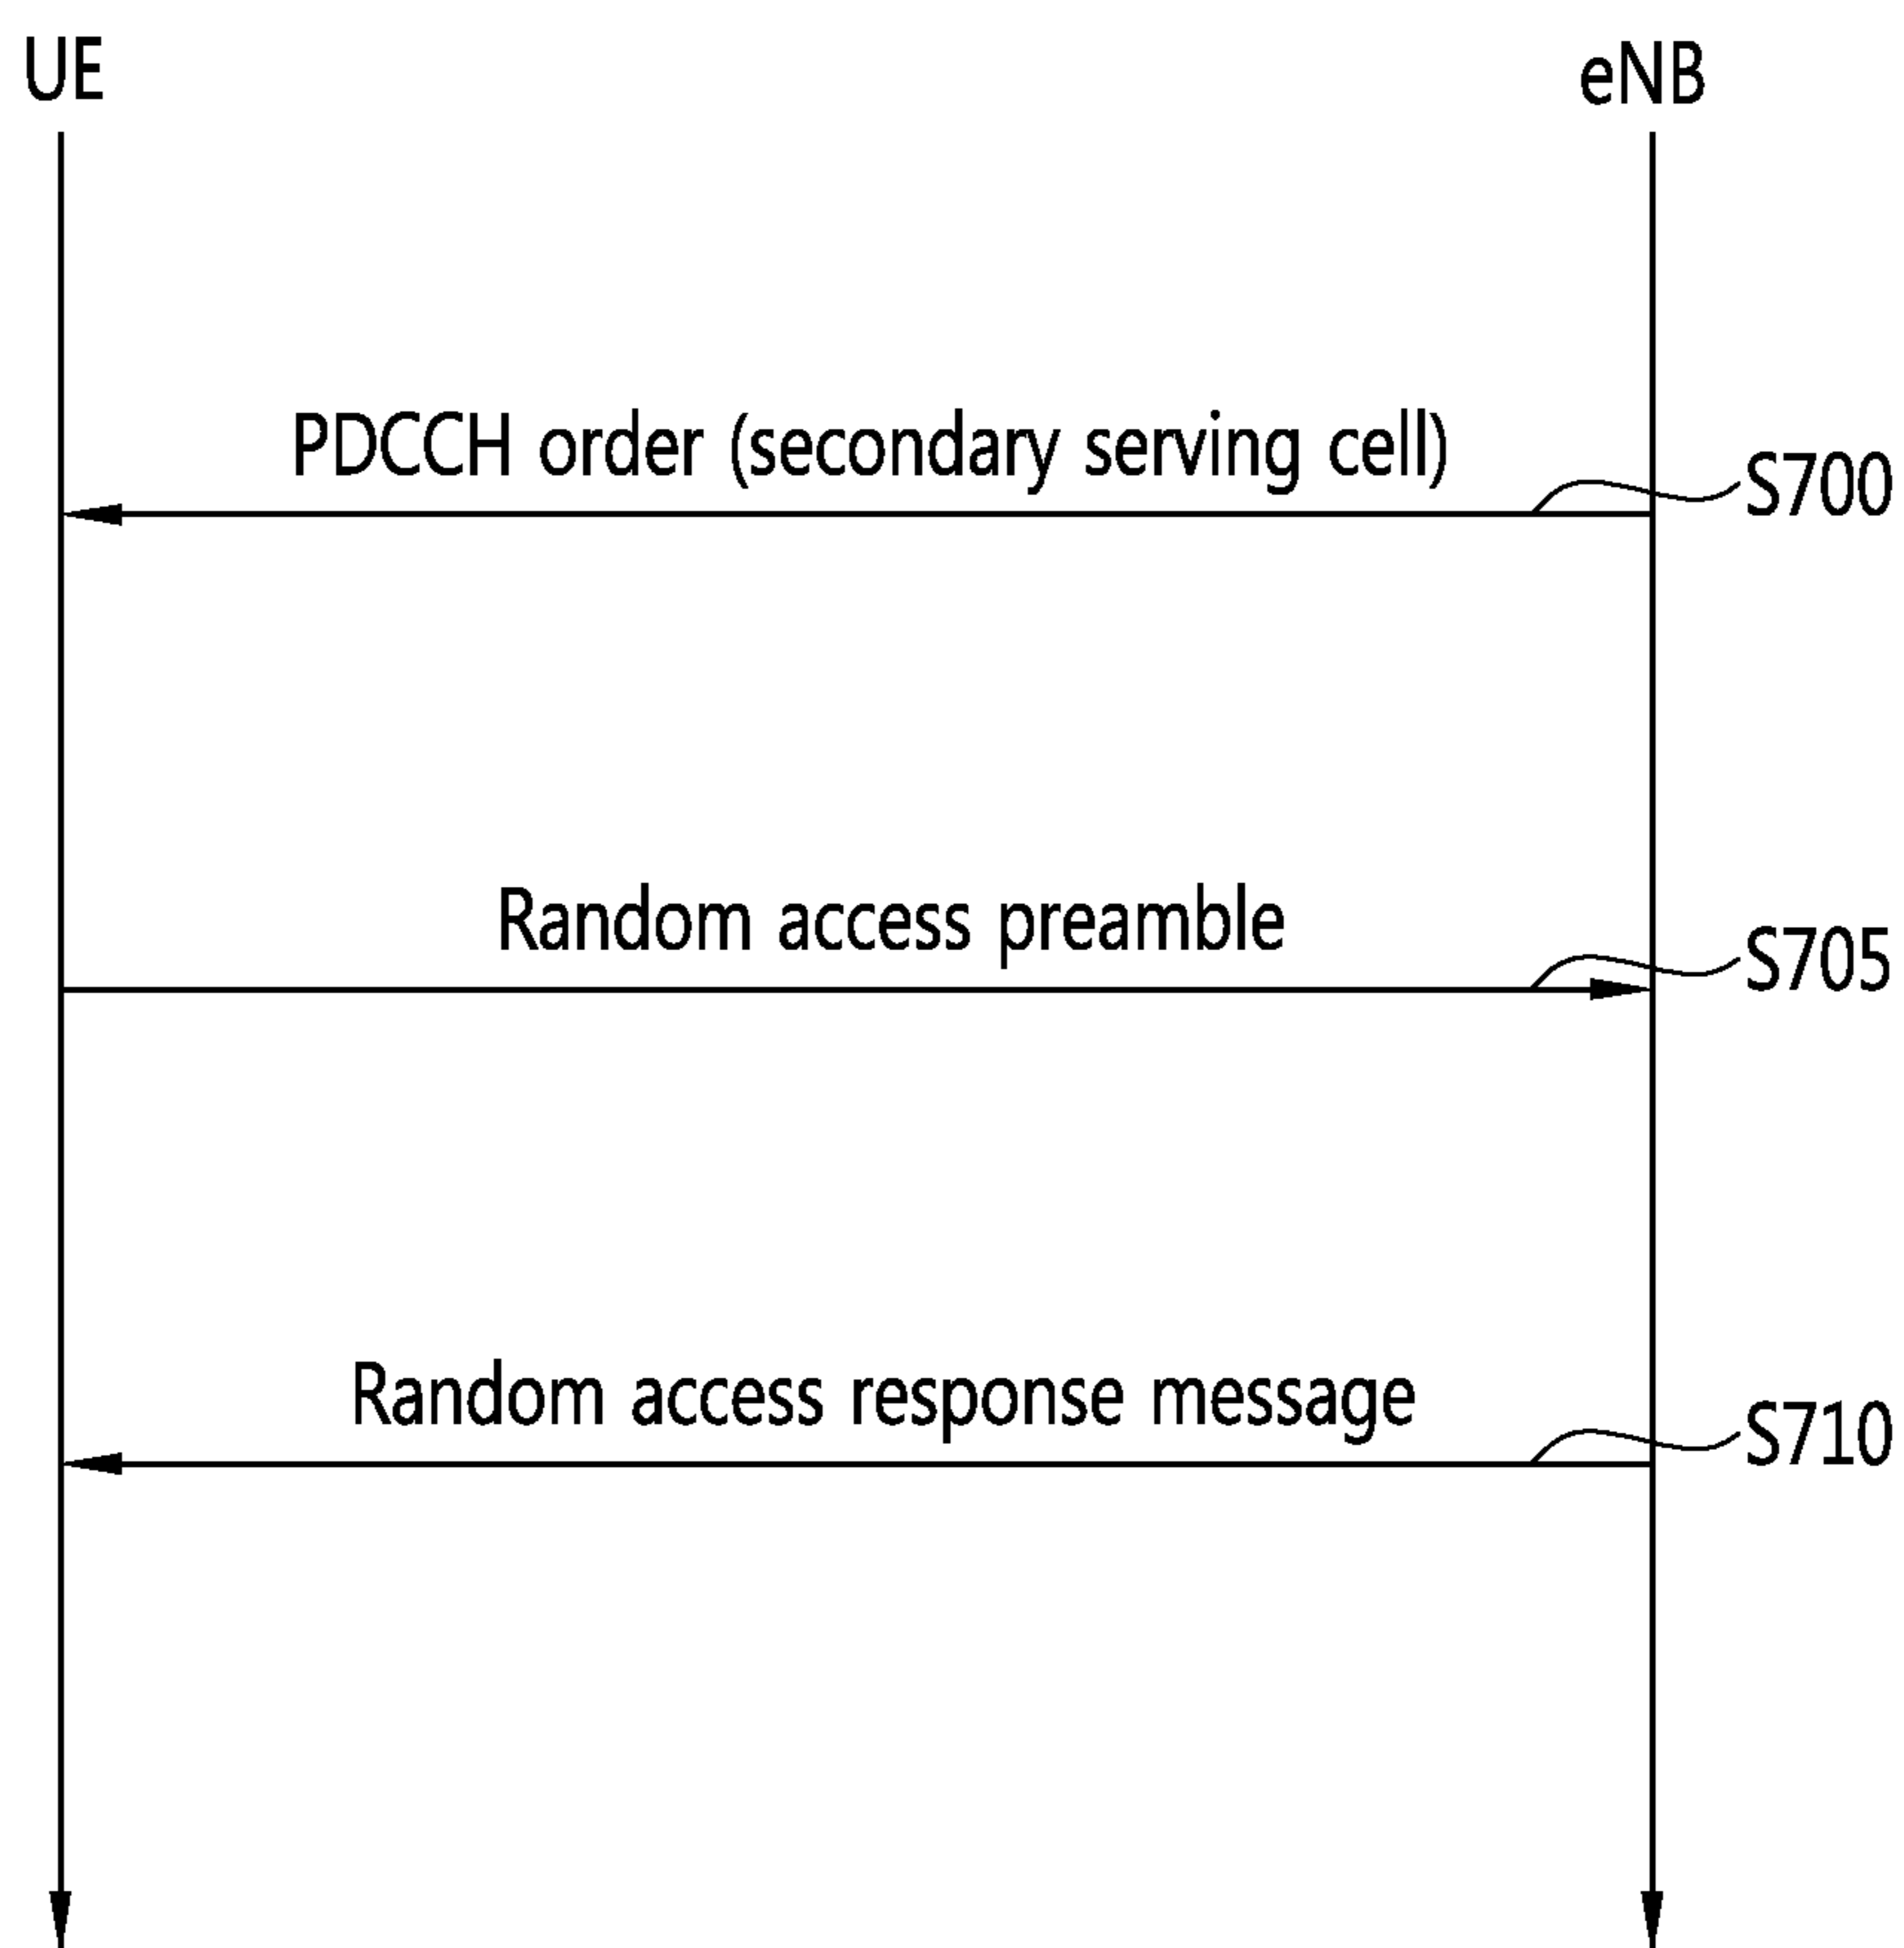 UE
eNB
PDCCH order (secondary serving cell)
S700
Random access preamble
S705
Random access response message
S710